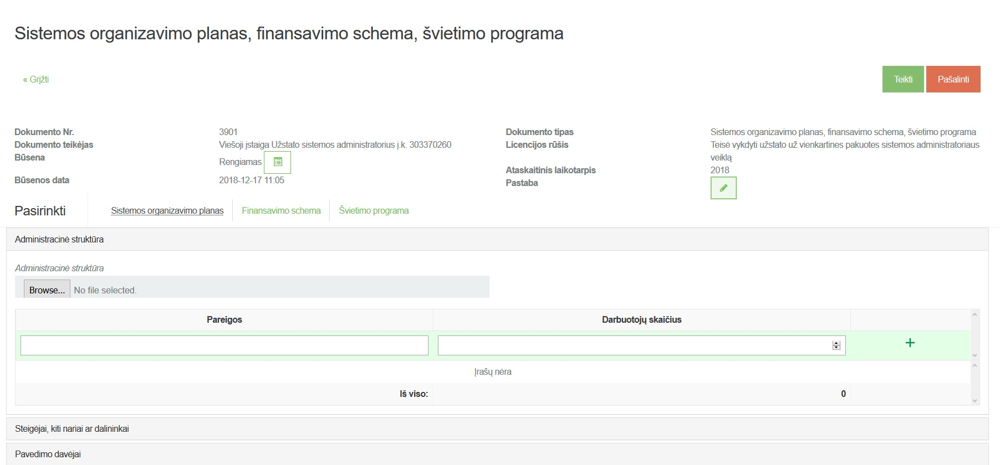 Sistemos organizavimo planas, finansavimo schema, švietimo programa
« Grįžti
Teikti
Pašalinti
Dokumento Nr.
3901
Dokumento teikėjas
Viešoji įstaiga Užstato sistemos administratorius į.k. 303370260
Būsena
Rengiamas
Būsenos data
2018-12-17 11:05
Dokumento tipas
Sistemos organizavimo planas, finansavimo schema, švietimo programa
Licencijos rūšis
Teisė vykdyti užstato už vienkartines pakuotes sistemos administratoriaus
veiklą
Ataskaitinis laikotarpis
2018
Pastaba
Pasirinkti
Sistemos organizavimo planas
Finansavimo schema
Švietimo programa
Administracinė struktūra
Administracinė struktūra
Browse... No file selected.
Pareigos
Darbuotojų skaičius
Įrašų nėra
Iš viso:
0
Steigėjai, kiti nariai ar dalininkai
Pavedimo davėjai